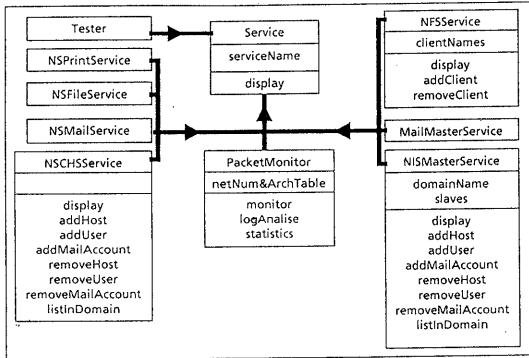 Tester
NSPrintService
NSFileService
NSMailService
NSCHSService
display
addHost
addUser
addMailAccount
removeHost
removeUser
removeMailAccount
listInDomain
Service
serviceName
display
PacketMonitor
netNum&ArchTable
monitor
logAnalise
statistics
NFSService
clientNames
display
addClient
removeClient
MailMasterService
NISMasterService
domainName
slaves
display
addHost
addUser
addMailAccount
removeHost
removeUser
removeMailAccount
listInDomain